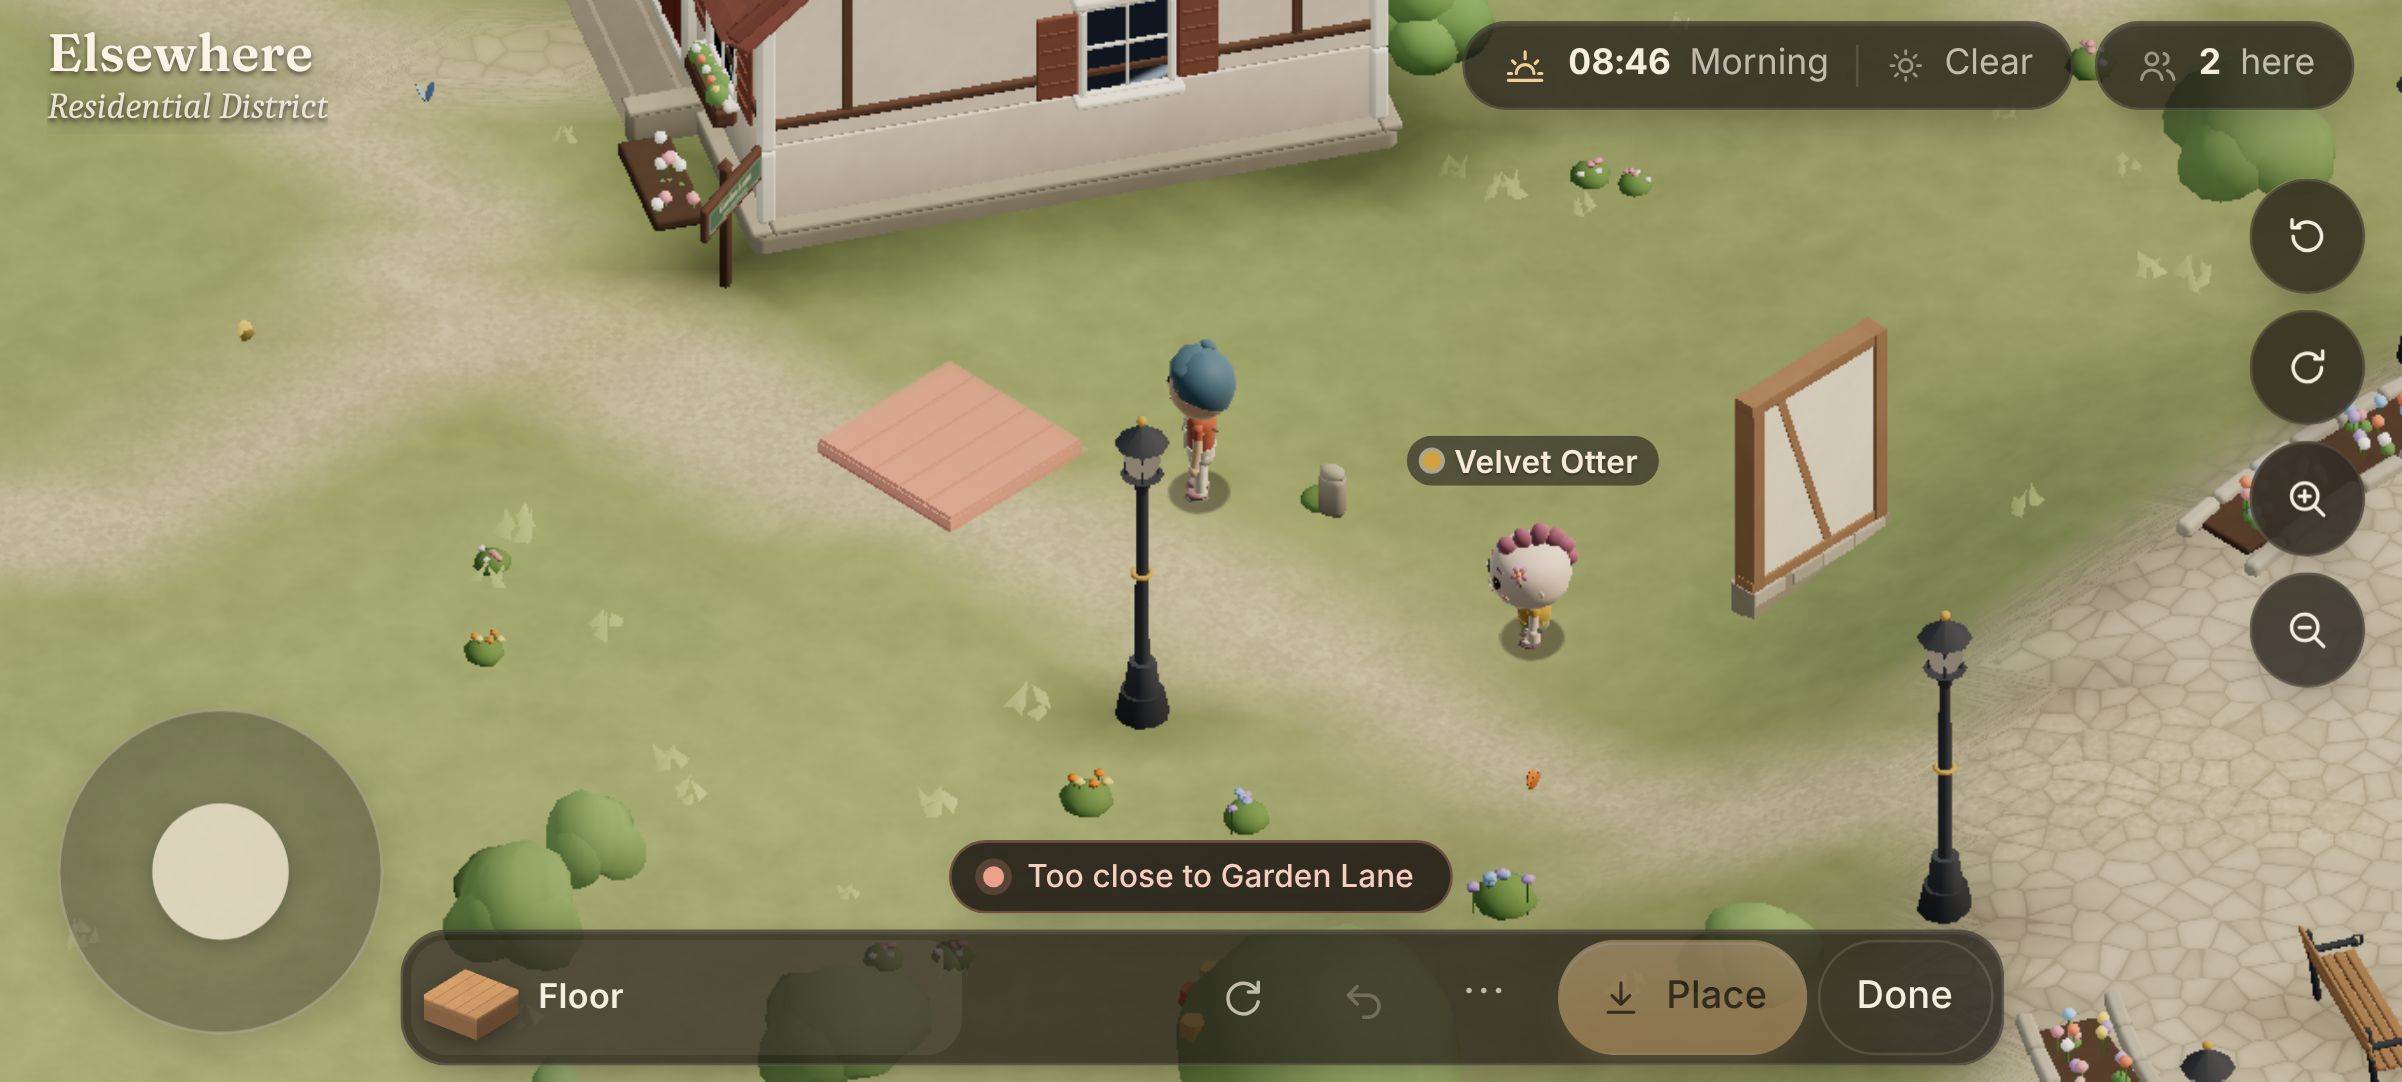 Elsewhere
Residential District
08:46 Morning Clear
2 here
Velvet Otter
Too close to Garden Lane
Floor
Place
Done